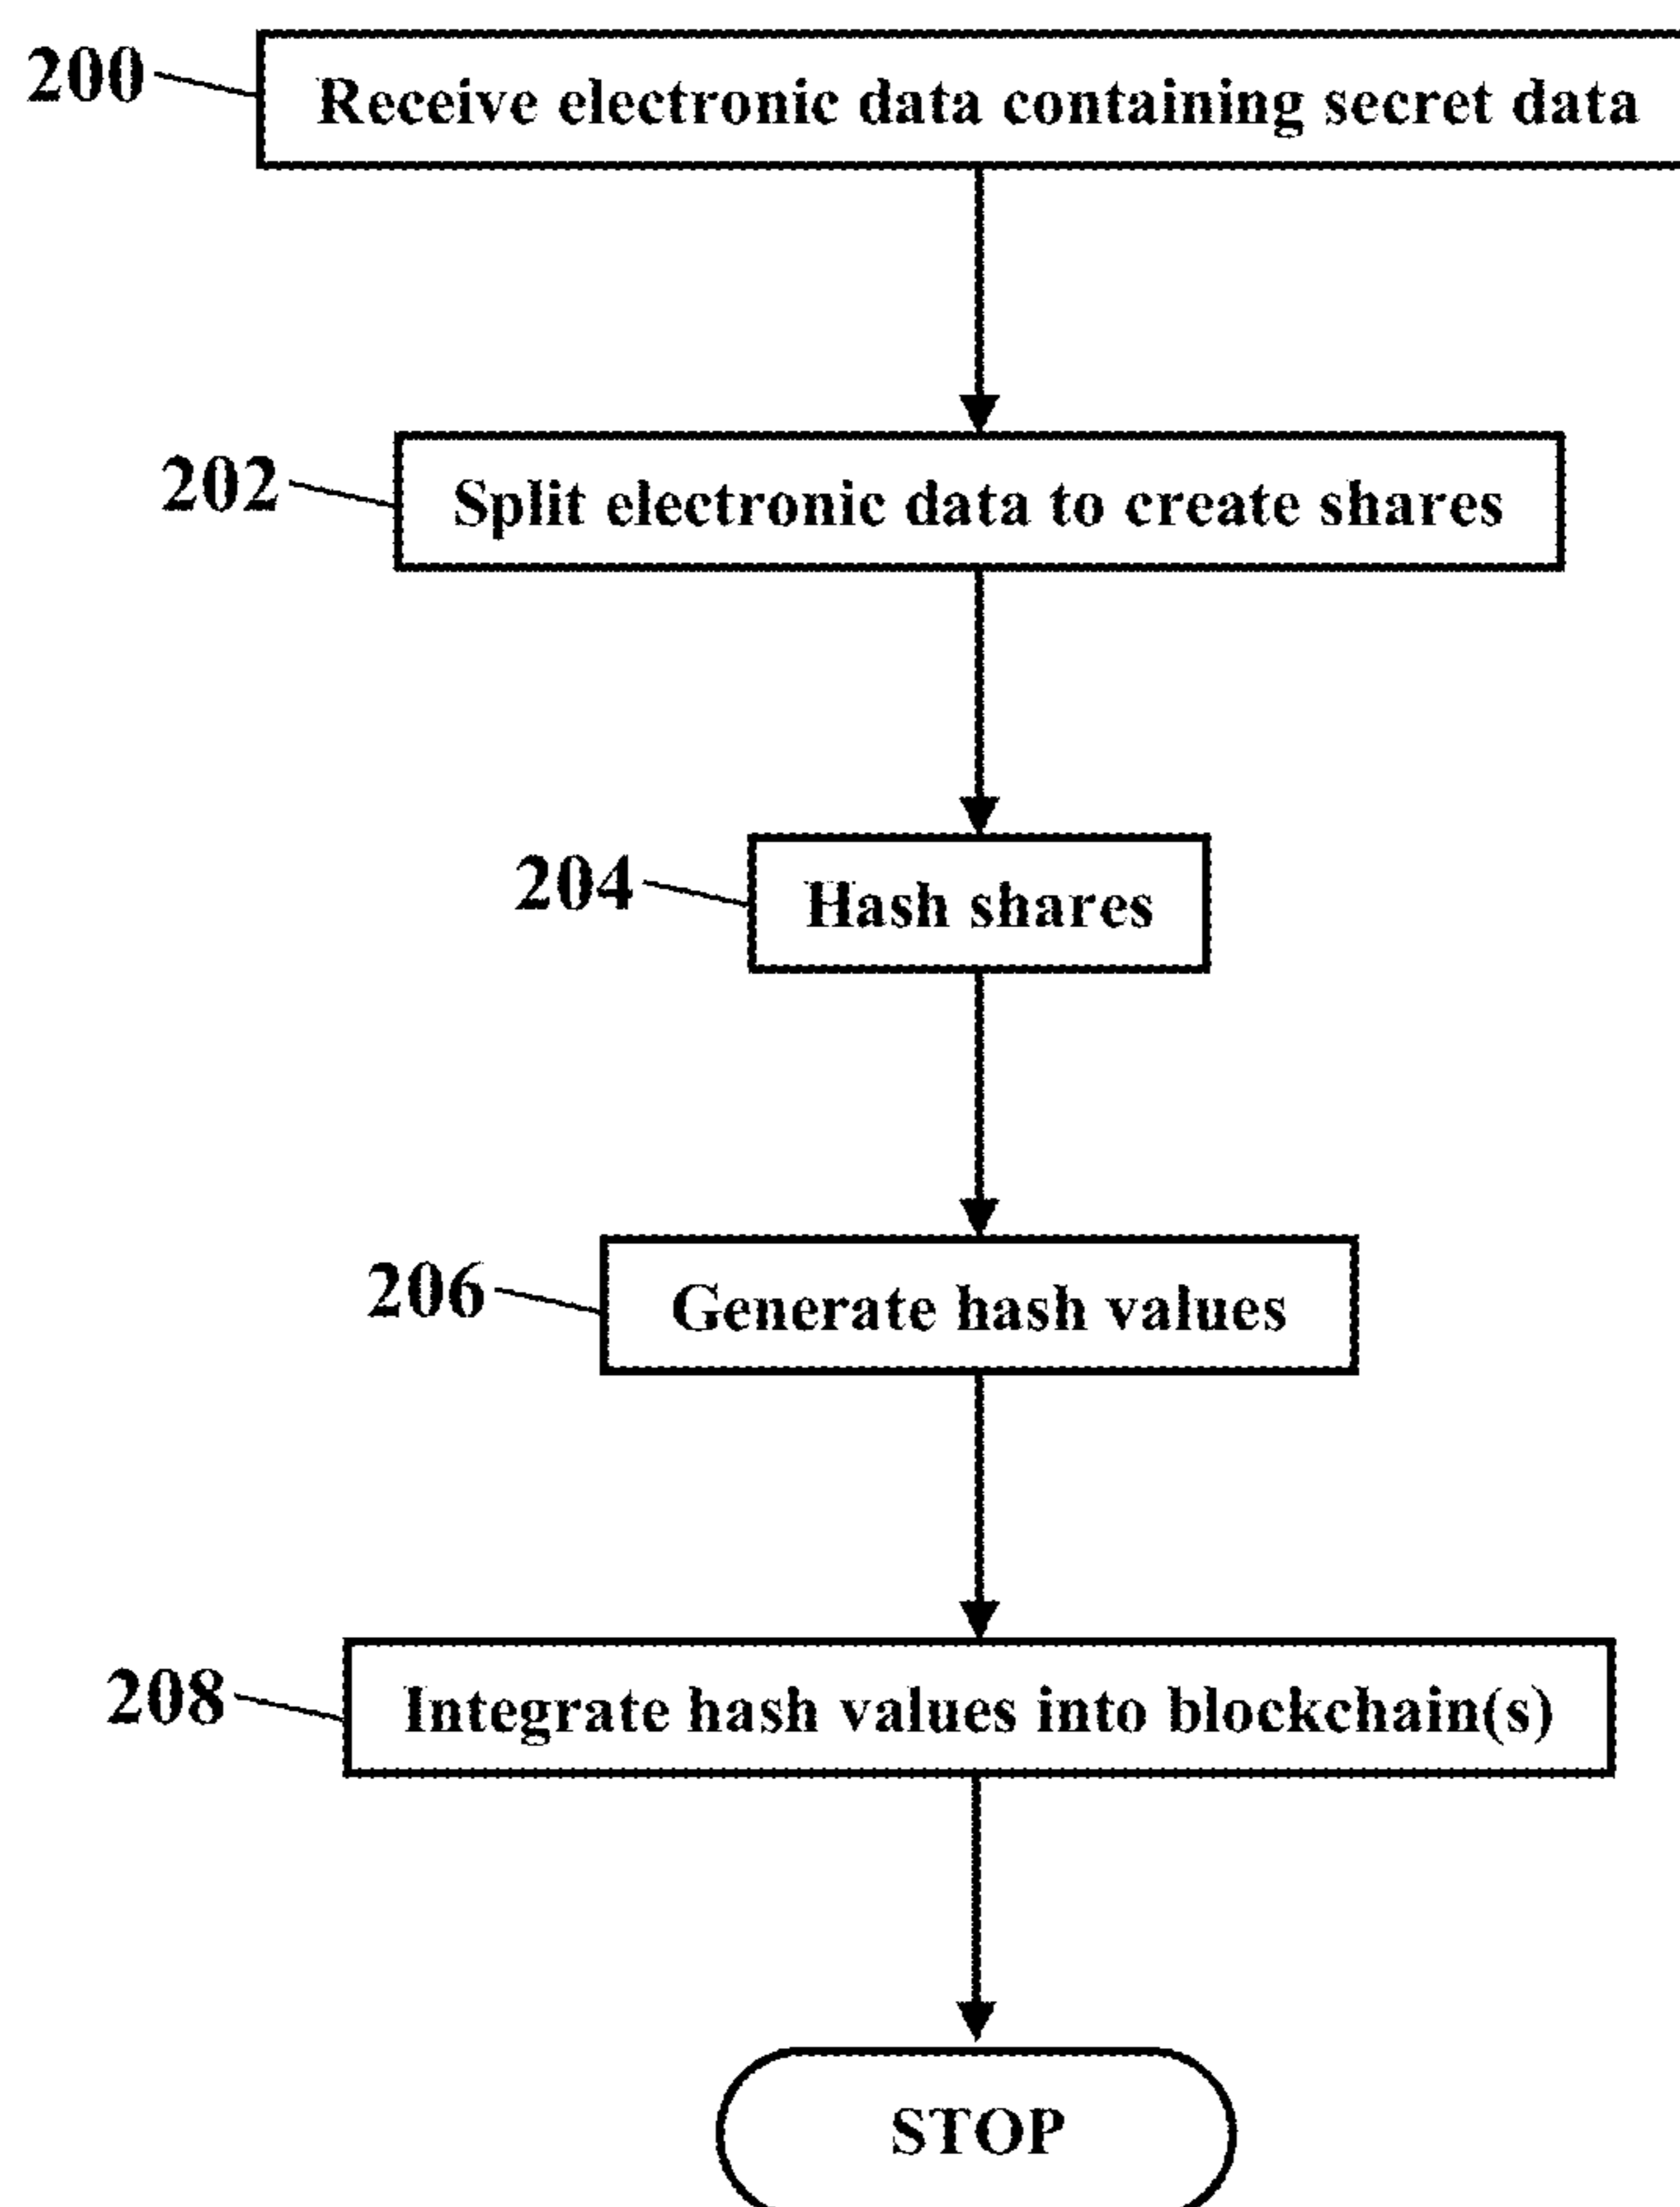 200 Receive electronic data containing secret data
202 Split electronic data to create shares
204 Hash shares
206 Generate hash values
208 Integrate hash values into blockchain(s)
STOP